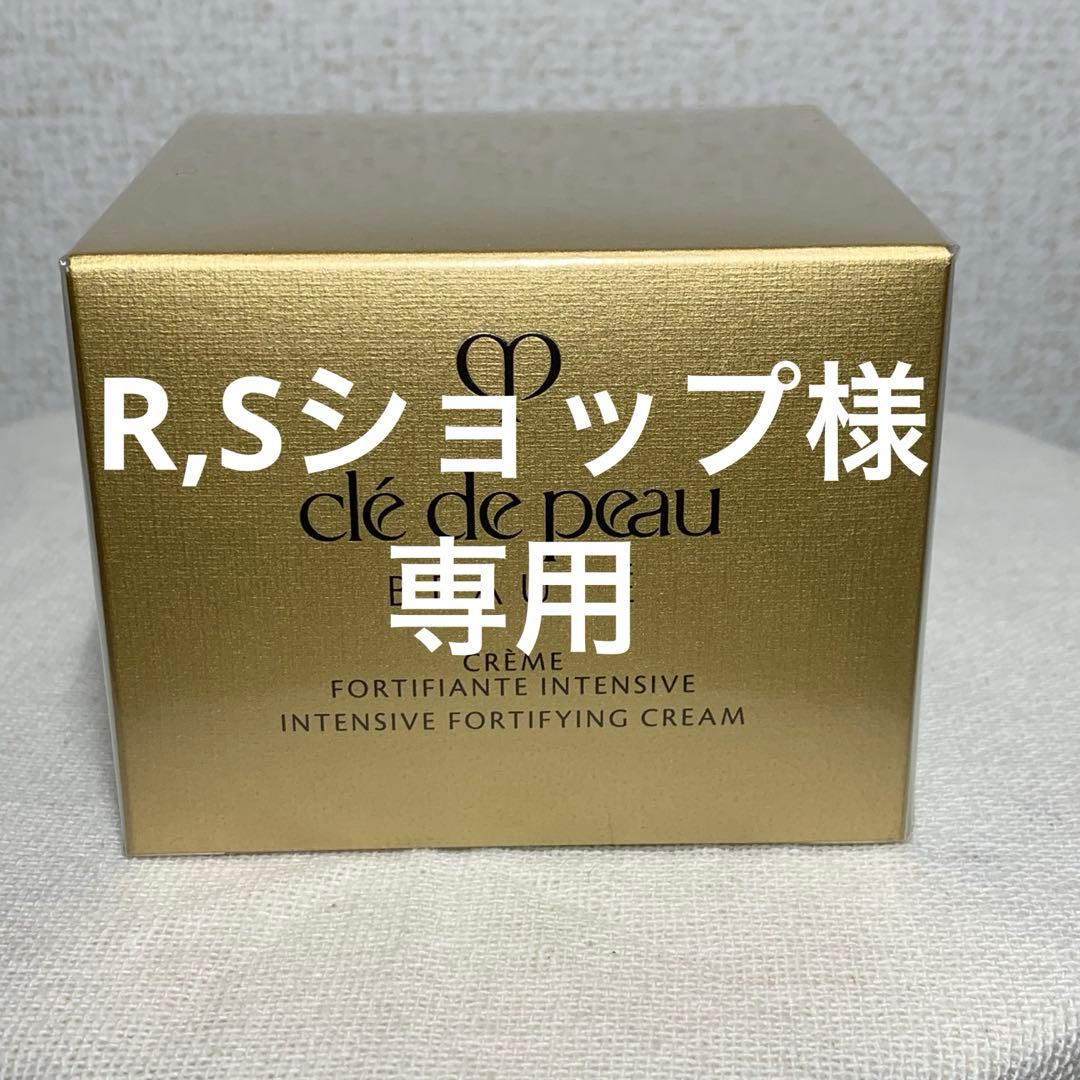 R,Sショップ様
clé de peau
専用
CRÈME
FORTIFIANTE INTENSIVE
INTENSIVE FORTIFYING CREAM